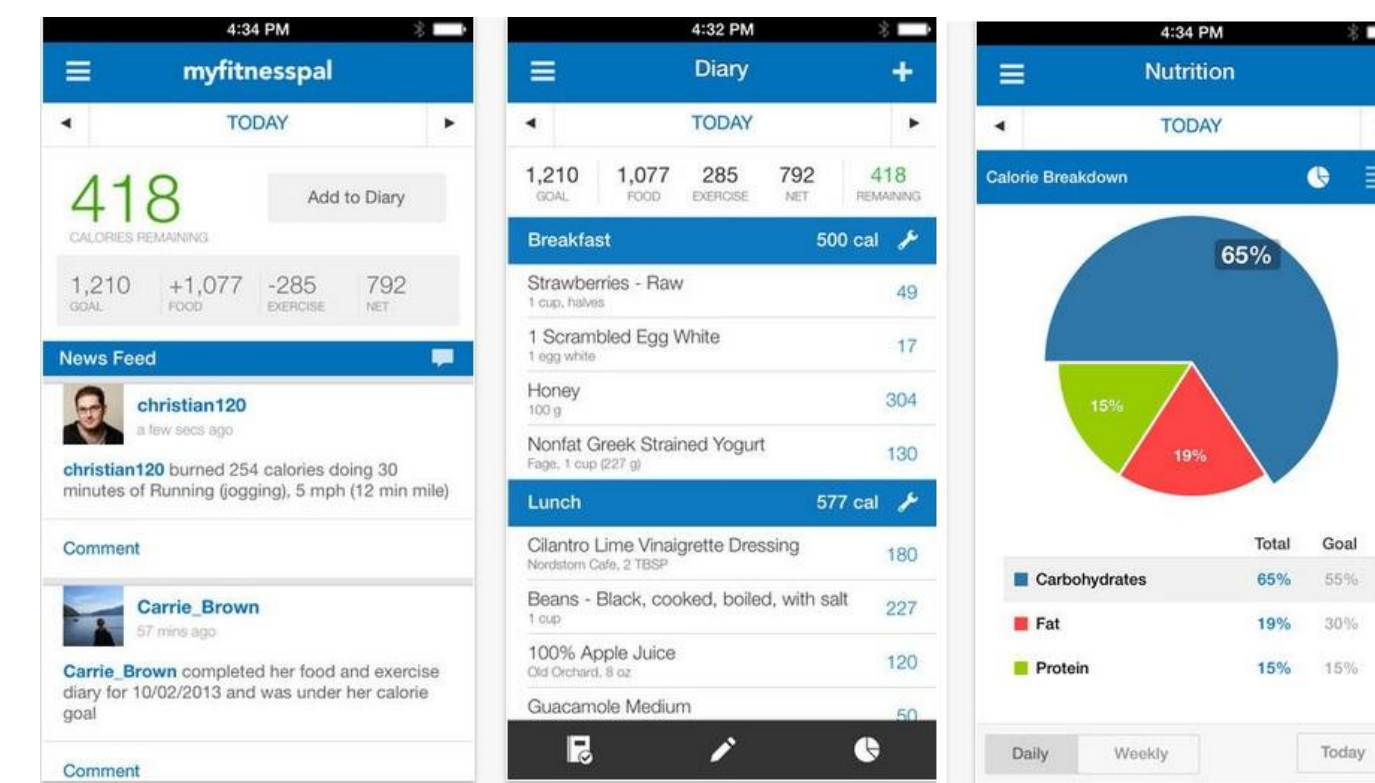 4:34 PM
myfitnesspal
TODAY
418
Add to Diary
CALORIES REMAINING
1,210 +1,077 -285 792
GOAL FOOD EXERCISE NET
News Feed
christian120
a few secs ago
christian120 burned 254 calories doing 30
minutes of Running (jogging), 5 mph (12 min mile)
Comment
Carrie_Brown
57 mins ago
Carrie_Brown completed her food and exercise
diary for 10/02/2013 and was under her calorie
goal
Comment
4:32 PM
Diary
TODAY
1,210 1,077 285 792 418
GOAL FOOD EXERCISE NET REMAINING
Breakfast 500 cal
Strawberries - Raw 49
1 cup, halves
1 Scrambled Egg White 17
1 egg white
Honey 304
100 g
Nonfat Greek Strained Yogurt 130
Fage, 1 cup (227 g)
Lunch 577 cal
Cilantro Lime Vinaigrette Dressing 180
Nordstom Cafe, 2 TBSP
Beans - Black, cooked, boiled, with salt 227
1 cup
100% Apple Juice 120
Old Orchard, 8 oz
Guacamole Medium 50
4:34 PM
Nutrition
TODAY
Calorie Breakdown
65%
15%
19%
Total Goal
Carbohydrates 65% 55%
Fat 19% 30%
Protein 15% 15%
Daily Weekly Today